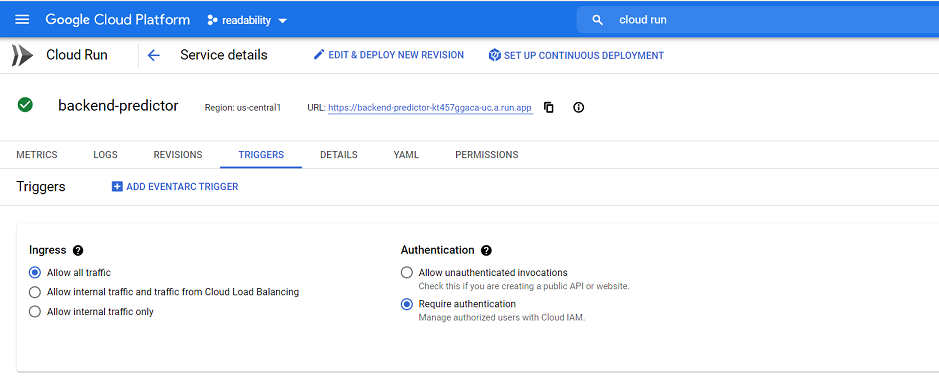 Google Cloud Platform readability cloud run
Cloud Run Service details EDIT & DEPLOY NEW REVISION SET UP CONTINUOUS DEPLOYMENT
backend-predictor Region: us-central1 URL: https://backend-predictor-kt457ggaca-uc.a.run.app
METRICS LOGS REVISIONS TRIGGERS DETAILS YAML PERMISSIONS
Triggers ADD EVENTARC TRIGGER
Ingress ?
Allow all traffic
Allow internal traffic and traffic from Cloud Load Balancing
Allow internal traffic only
Authentication ?
Allow unauthenticated invocations
Check this if you are creating a public API or website.
Require authentication
Manage authorized users with Cloud IAM.